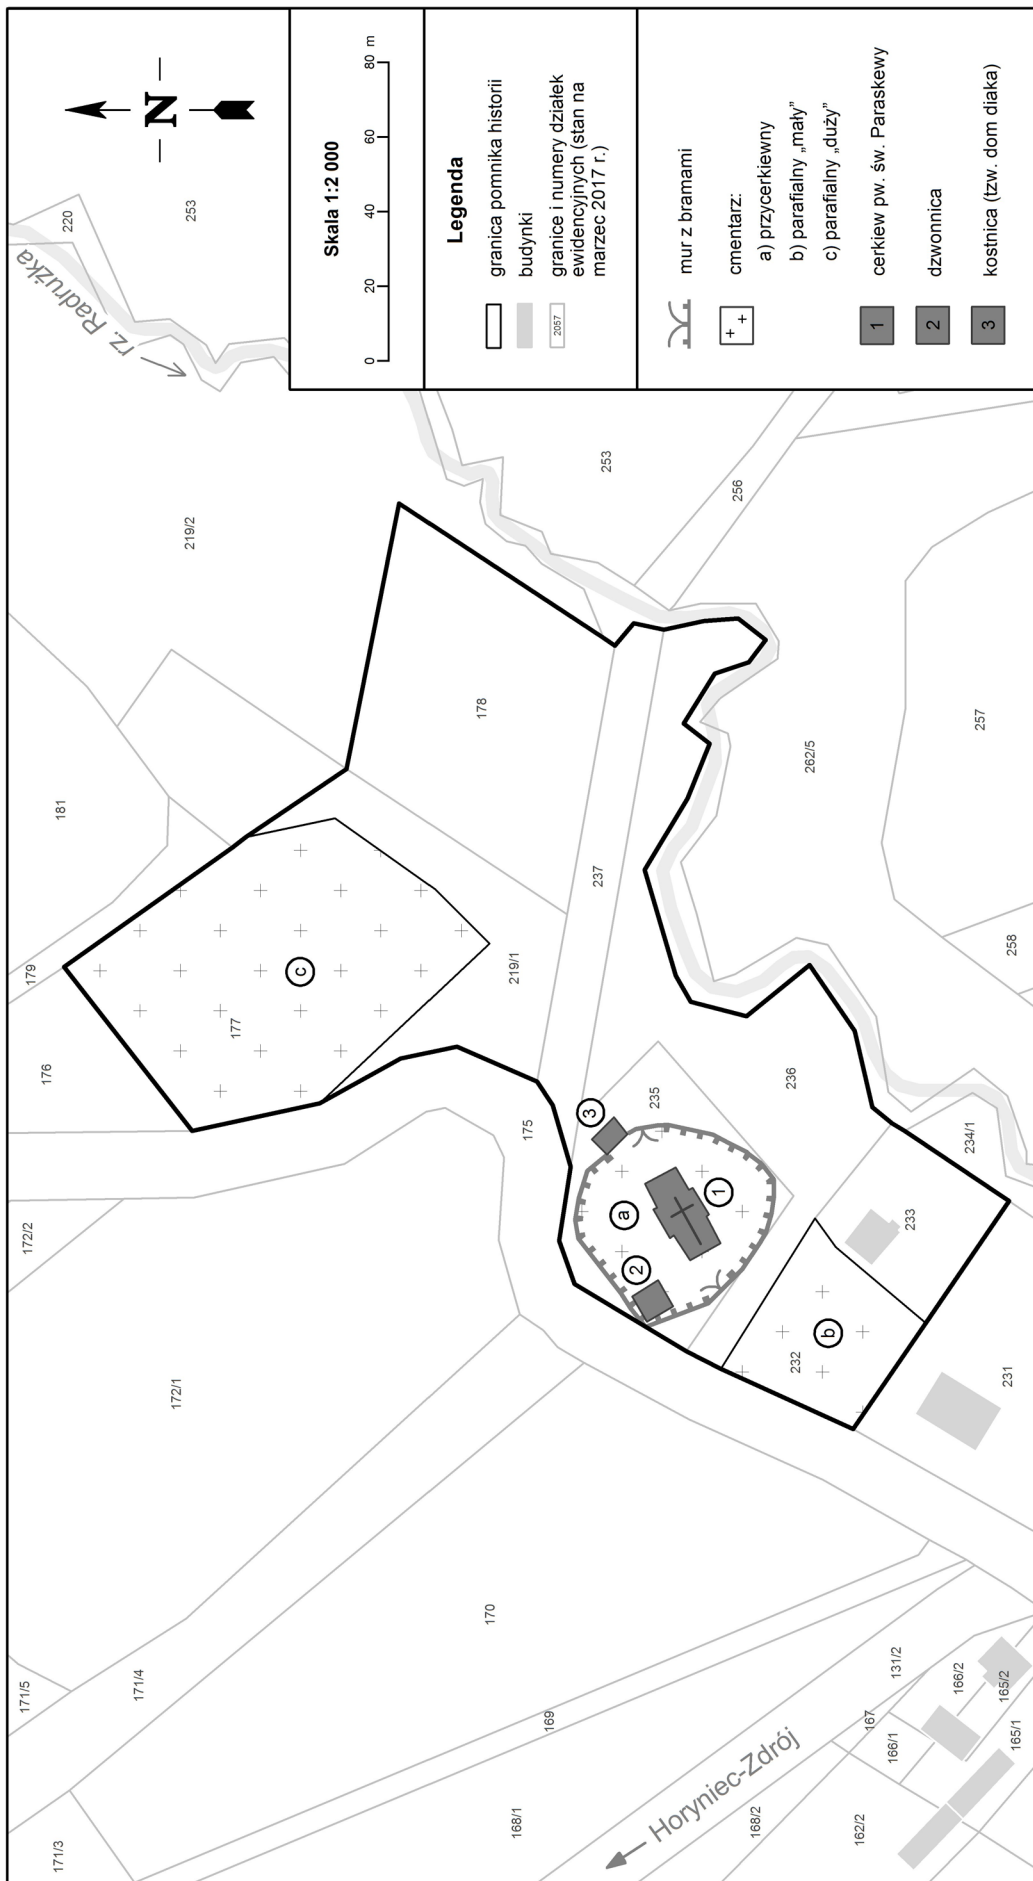 171/3
171/4
171/5
172/1
172/2
176
179
181
219/2
220
253
rz. Radrużka
N
168/1
169
170
175
177
c
219/1
178
237
253
256
Horyniec-Zdrój
168/2
162/2
167
166/1
131/2
166/2
165/2
165/1
2
a
1
3
235
236
232
b
233
231
234/1
262/5
257
258
Skala 1:2 000
0 20 40 60 80 m
Legenda
granica pomnika historii
budynki
2057
granice i numery działek
ewidencyjnych (stan na
marzec 2017 r.)
mur z bramami
cmentarz:
a) przycerkiewny
b) parafialny „mały”
c) parafialny „duży”
1 cerkiew pw. św. Paraskewy
2 dzwonnica
3 kostnica (tzw. dom diaka)